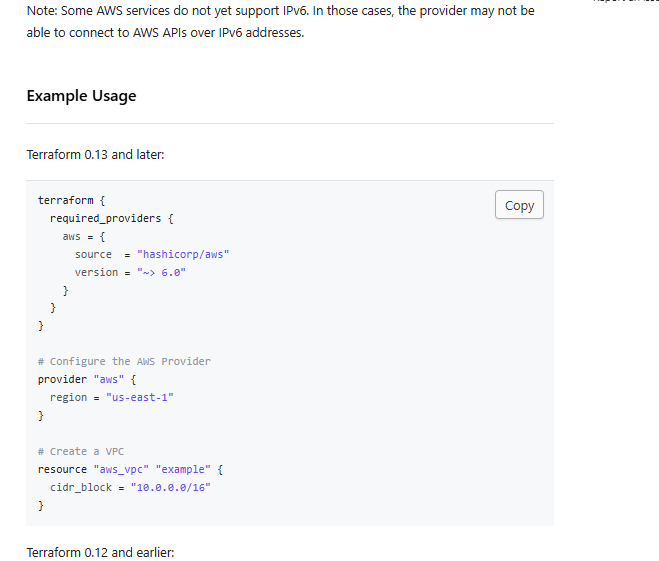 Note: Some AWS services do not yet support IPv6. In those cases, the provider may not be
able to connect to AWS APIs over IPv6 addresses.
Example Usage
Terraform 0.13 and later:
Copy
terraform {
  required_providers {
    aws = {
      source  = "hashicorp/aws"
      version = "~> 6.0"
    }
  }
}

# Configure the AWS Provider
provider "aws" {
  region = "us-east-1"
}

# Create a VPC
resource "aws_vpc" "example" {
  cidr_block = "10.0.0.0/16"
}
Terraform 0.12 and earlier: